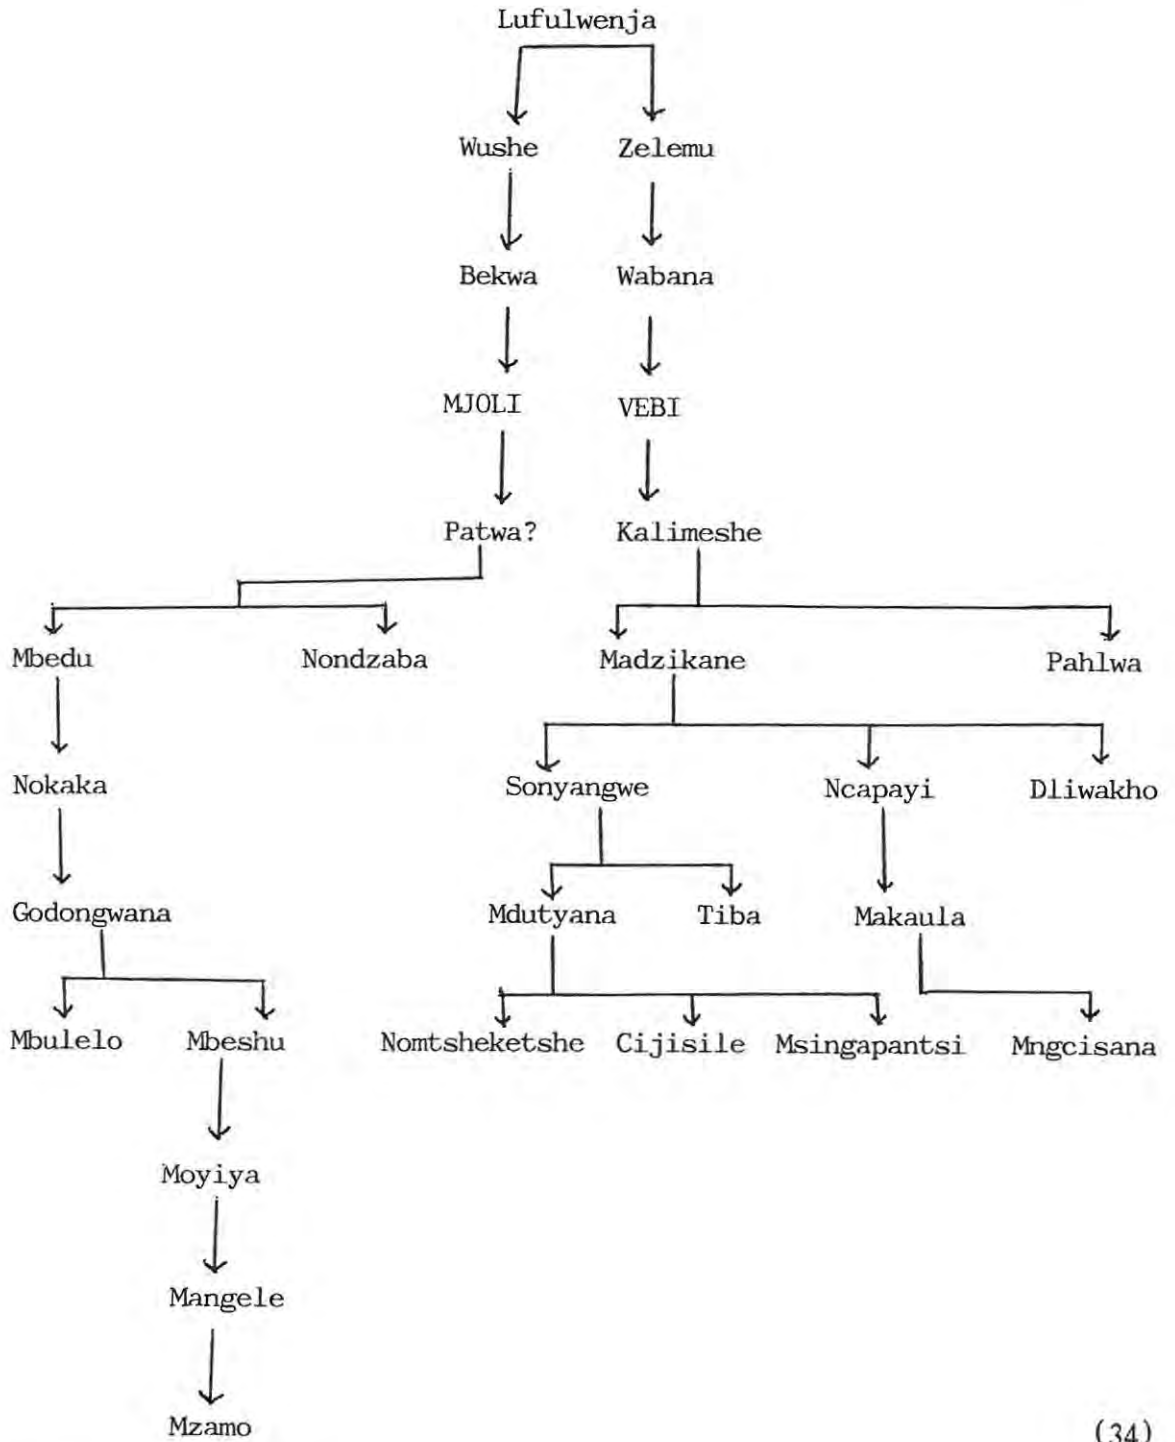 Lufulwenja
Wushe Zelemu
Bekwa Wabana
MJOLI VEBI
Patwa? Kalimeshe
Mbedu Nondzaba Madzikane Pahlwa
Nokaka Sonyangwe Ncapayi Dliwakho
Godongwana Mdutyana Tiba Makaula
Mbulelo Mbeshu Nomtsheketshe Cijisile Msingapantsi Mngcisana
Moyiya
Mangele
Mzamo
(34)